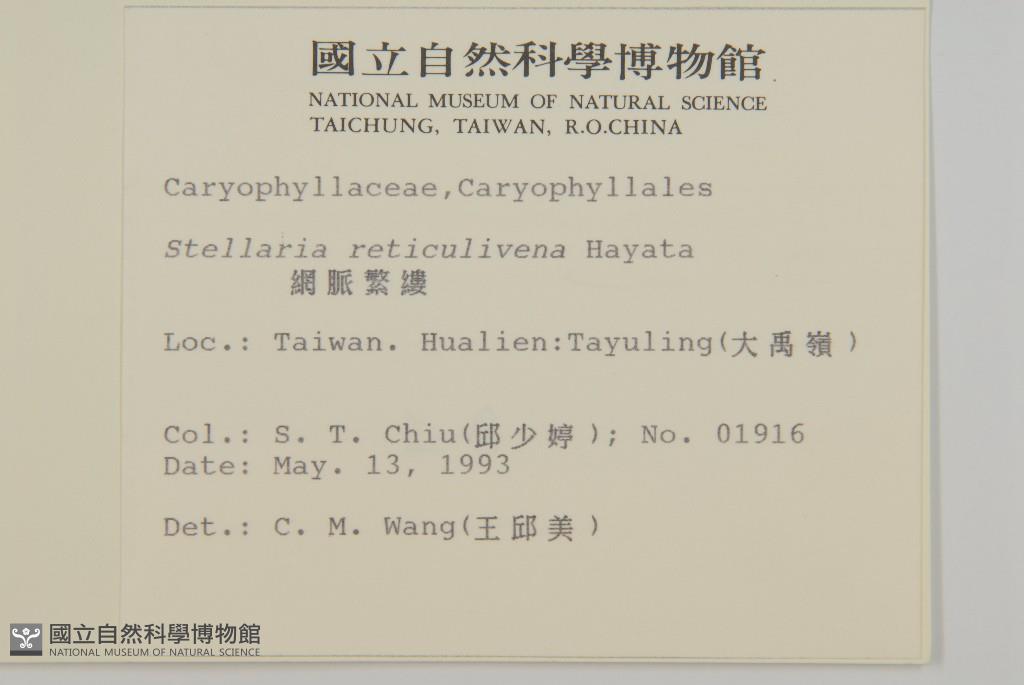 國立自然科學博物館
NATIONAL MUSEUM OF NATURAL SCIENCE
TAICHUNG, TAIWAN, R.O.CHINA
Caryophyllaceae,Caryophyllales
Stellaria reticulivena Hayata
網脈繁縷
Loc.: Taiwan. Hualien:Tayuling(大禹嶺)
Col.: S. T. Chiu(邱少婷); No. 01916
Date: May. 13, 1993
Det.: C. M. Wang(王邱美)
國立自然科學博物館
NATIONAL MUSEUM OF NATURAL SCIENCE